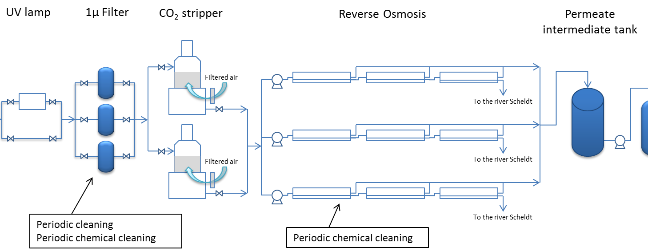 UV lamp
1µ Filter
CO₂ stripper
Reverse Osmosis
Permeate
intermediate tank
Filtered air
To the river Scheldt
Filtered air
To the river Scheldt
To the river Scheldt
Periodic cleaning
Periodic chemical cleaning
Periodic chemical cleaning